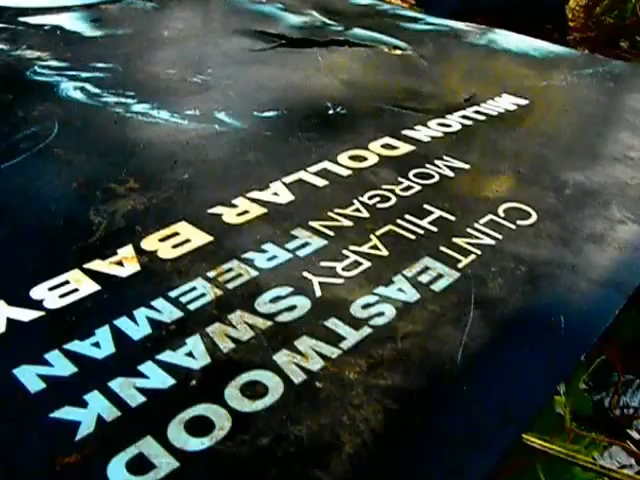 CLINT EASTWOOD
HILARY SWANK
MORGAN FREEMAN
MILLION DOLLAR BABY